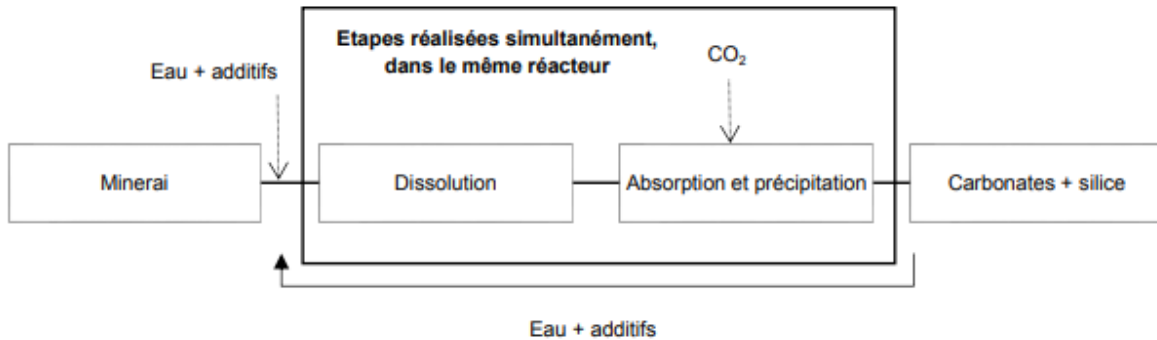 Etapes réalisées simultanément,
dans le même réacteur
CO₂
Eau + additifs
Minerai
Dissolution
Absorption et précipitation
Carbonates + silice
Eau + additifs